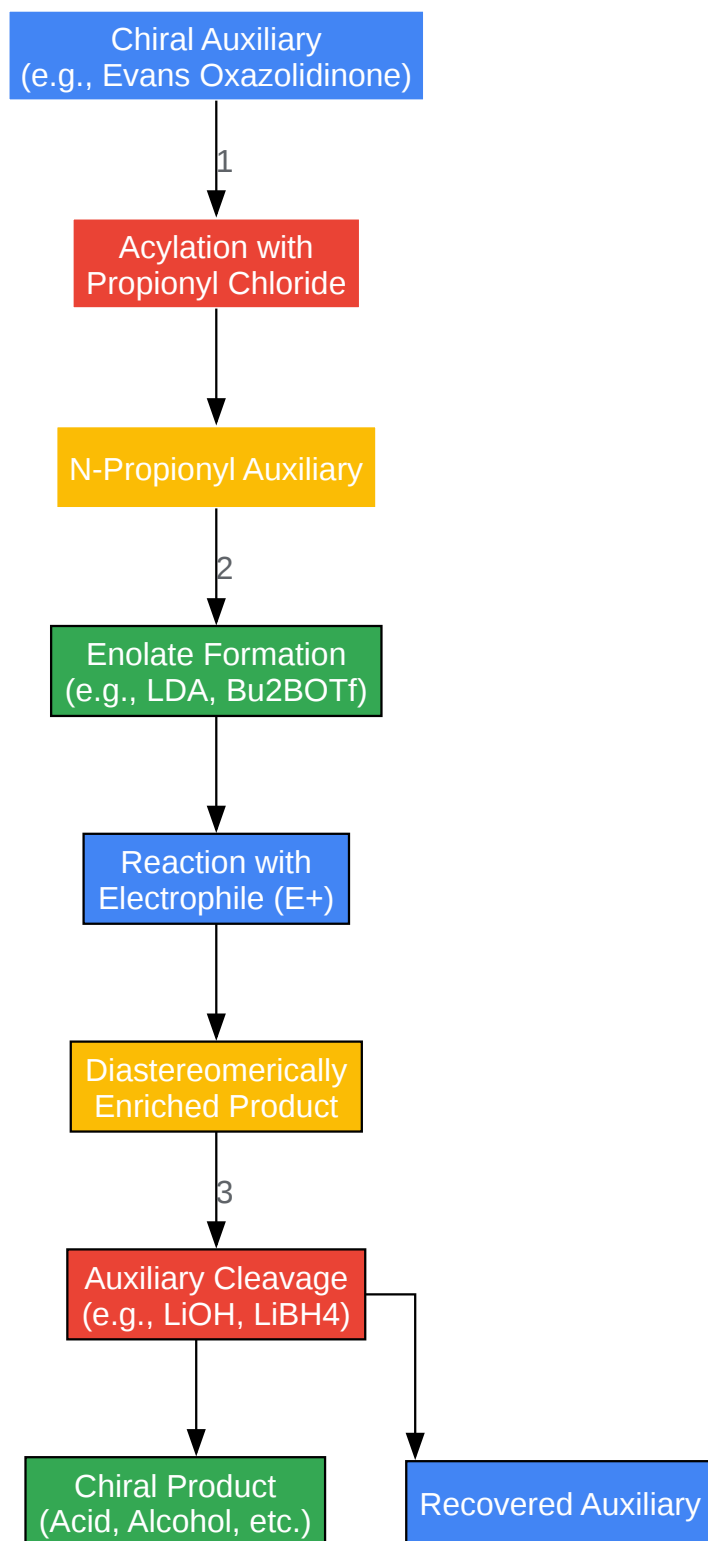 Chiral Auxiliary
(e.g., Evans Oxazolidinone)
1
Acylation with
Propionyl Chloride
N-Propionyl Auxiliary
2
Enolate Formation
(e.g., LDA, Bu2BOTf)
Reaction with
Electrophile (E+)
Diastereomerically
Enriched Product
3
Auxiliary Cleavage
(e.g., LiOH, LiBH4)
Chiral Product
(Acid, Alcohol, etc.)
Recovered Auxiliary